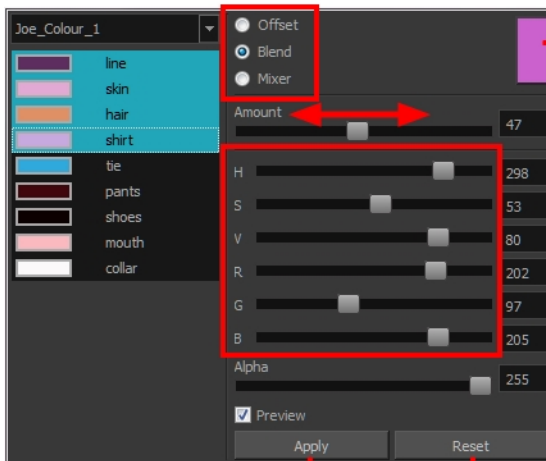 Joe_Colour_1
line
skin
hair
shirt
tie
pants
shoes
mouth
collar
Offset
Blend
Mixer
Amount
47
H 298
S 53
V 80
R 202
G 97
B 205
Alpha
255
Preview
Apply Reset